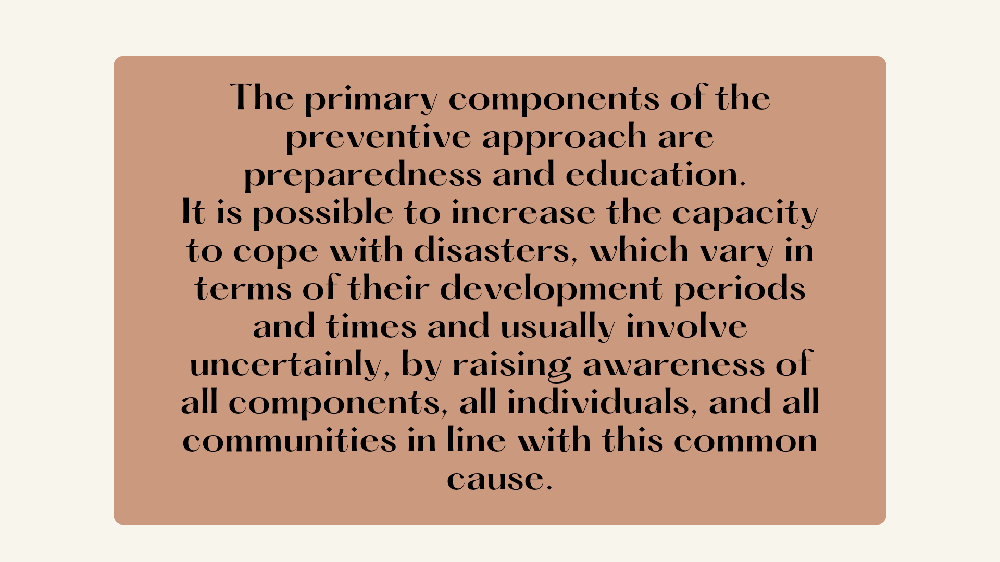 The primary components of the
preventive approach are
preparedness and education.
It is possible to increase the capacity
to cope with disasters, which vary in
terms of their development periods
and times and usually involve
uncertainly, by raising awareness of
all components, all individuals, and all
communities in line with this common
cause.